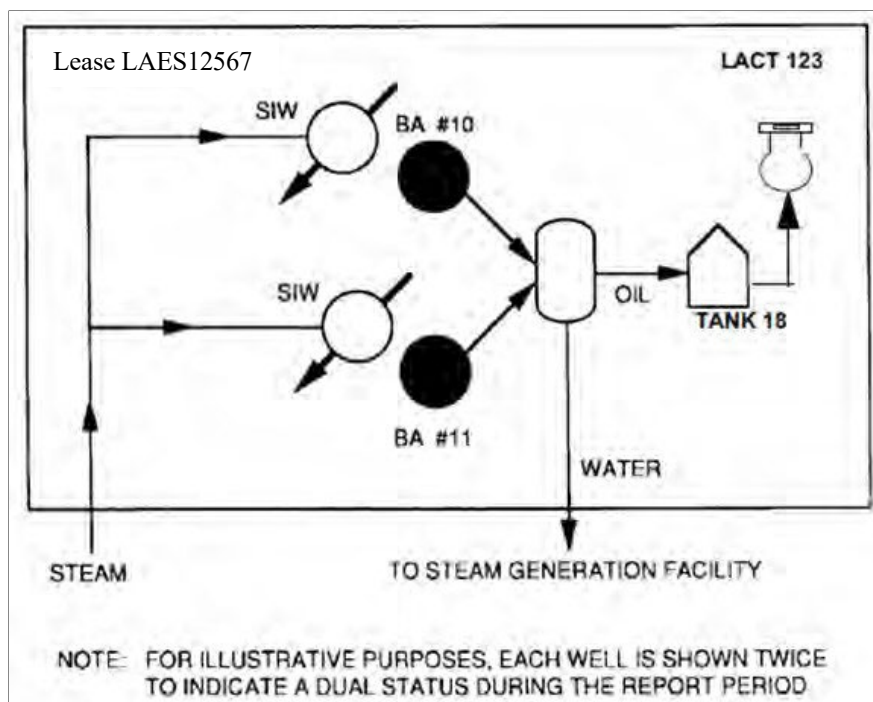 Lease LAES12567
LACT 123
SIW
BA #10
SIW
OIL
TANK 18
BA #11
WATER
STEAM
TO STEAM GENERATION FACILITY
NOTE: FOR ILLUSTRATIVE PURPOSES, EACH WELL IS SHOWN TWICE
TO INDICATE A DUAL STATUS DURING THE REPORT PERIOD